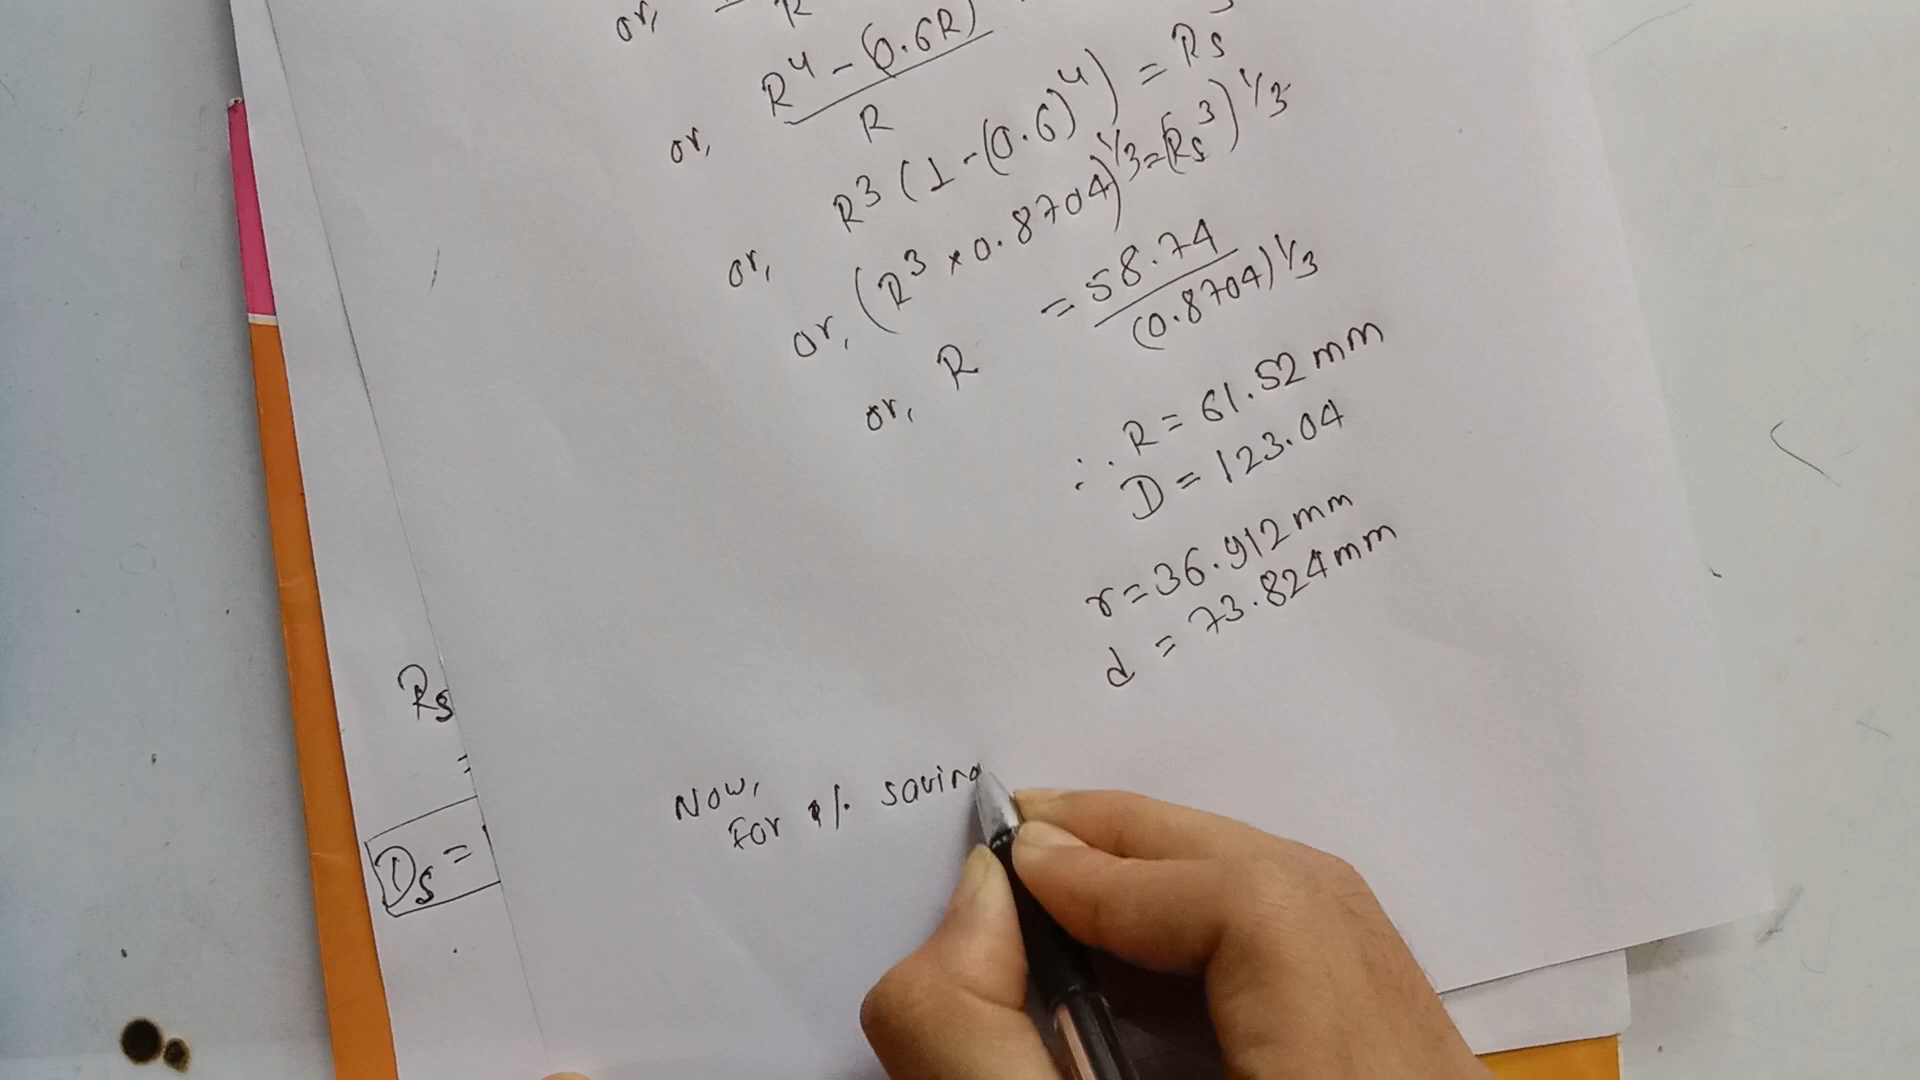 or, R
or, R⁴ - (0.6R) / R
or, R³ (1 - (0.6)⁴) = Rs³
or, (R³ × 0.8704)^1/3 = (Rs³)^1/3
or, R = 58.74 / (0.8704)^1/3
∴ R = 61.52 mm
D = 123.04
r = 36.912 mm
d = 73.824 mm
Rs
=
Ds =
Now,
For % saving